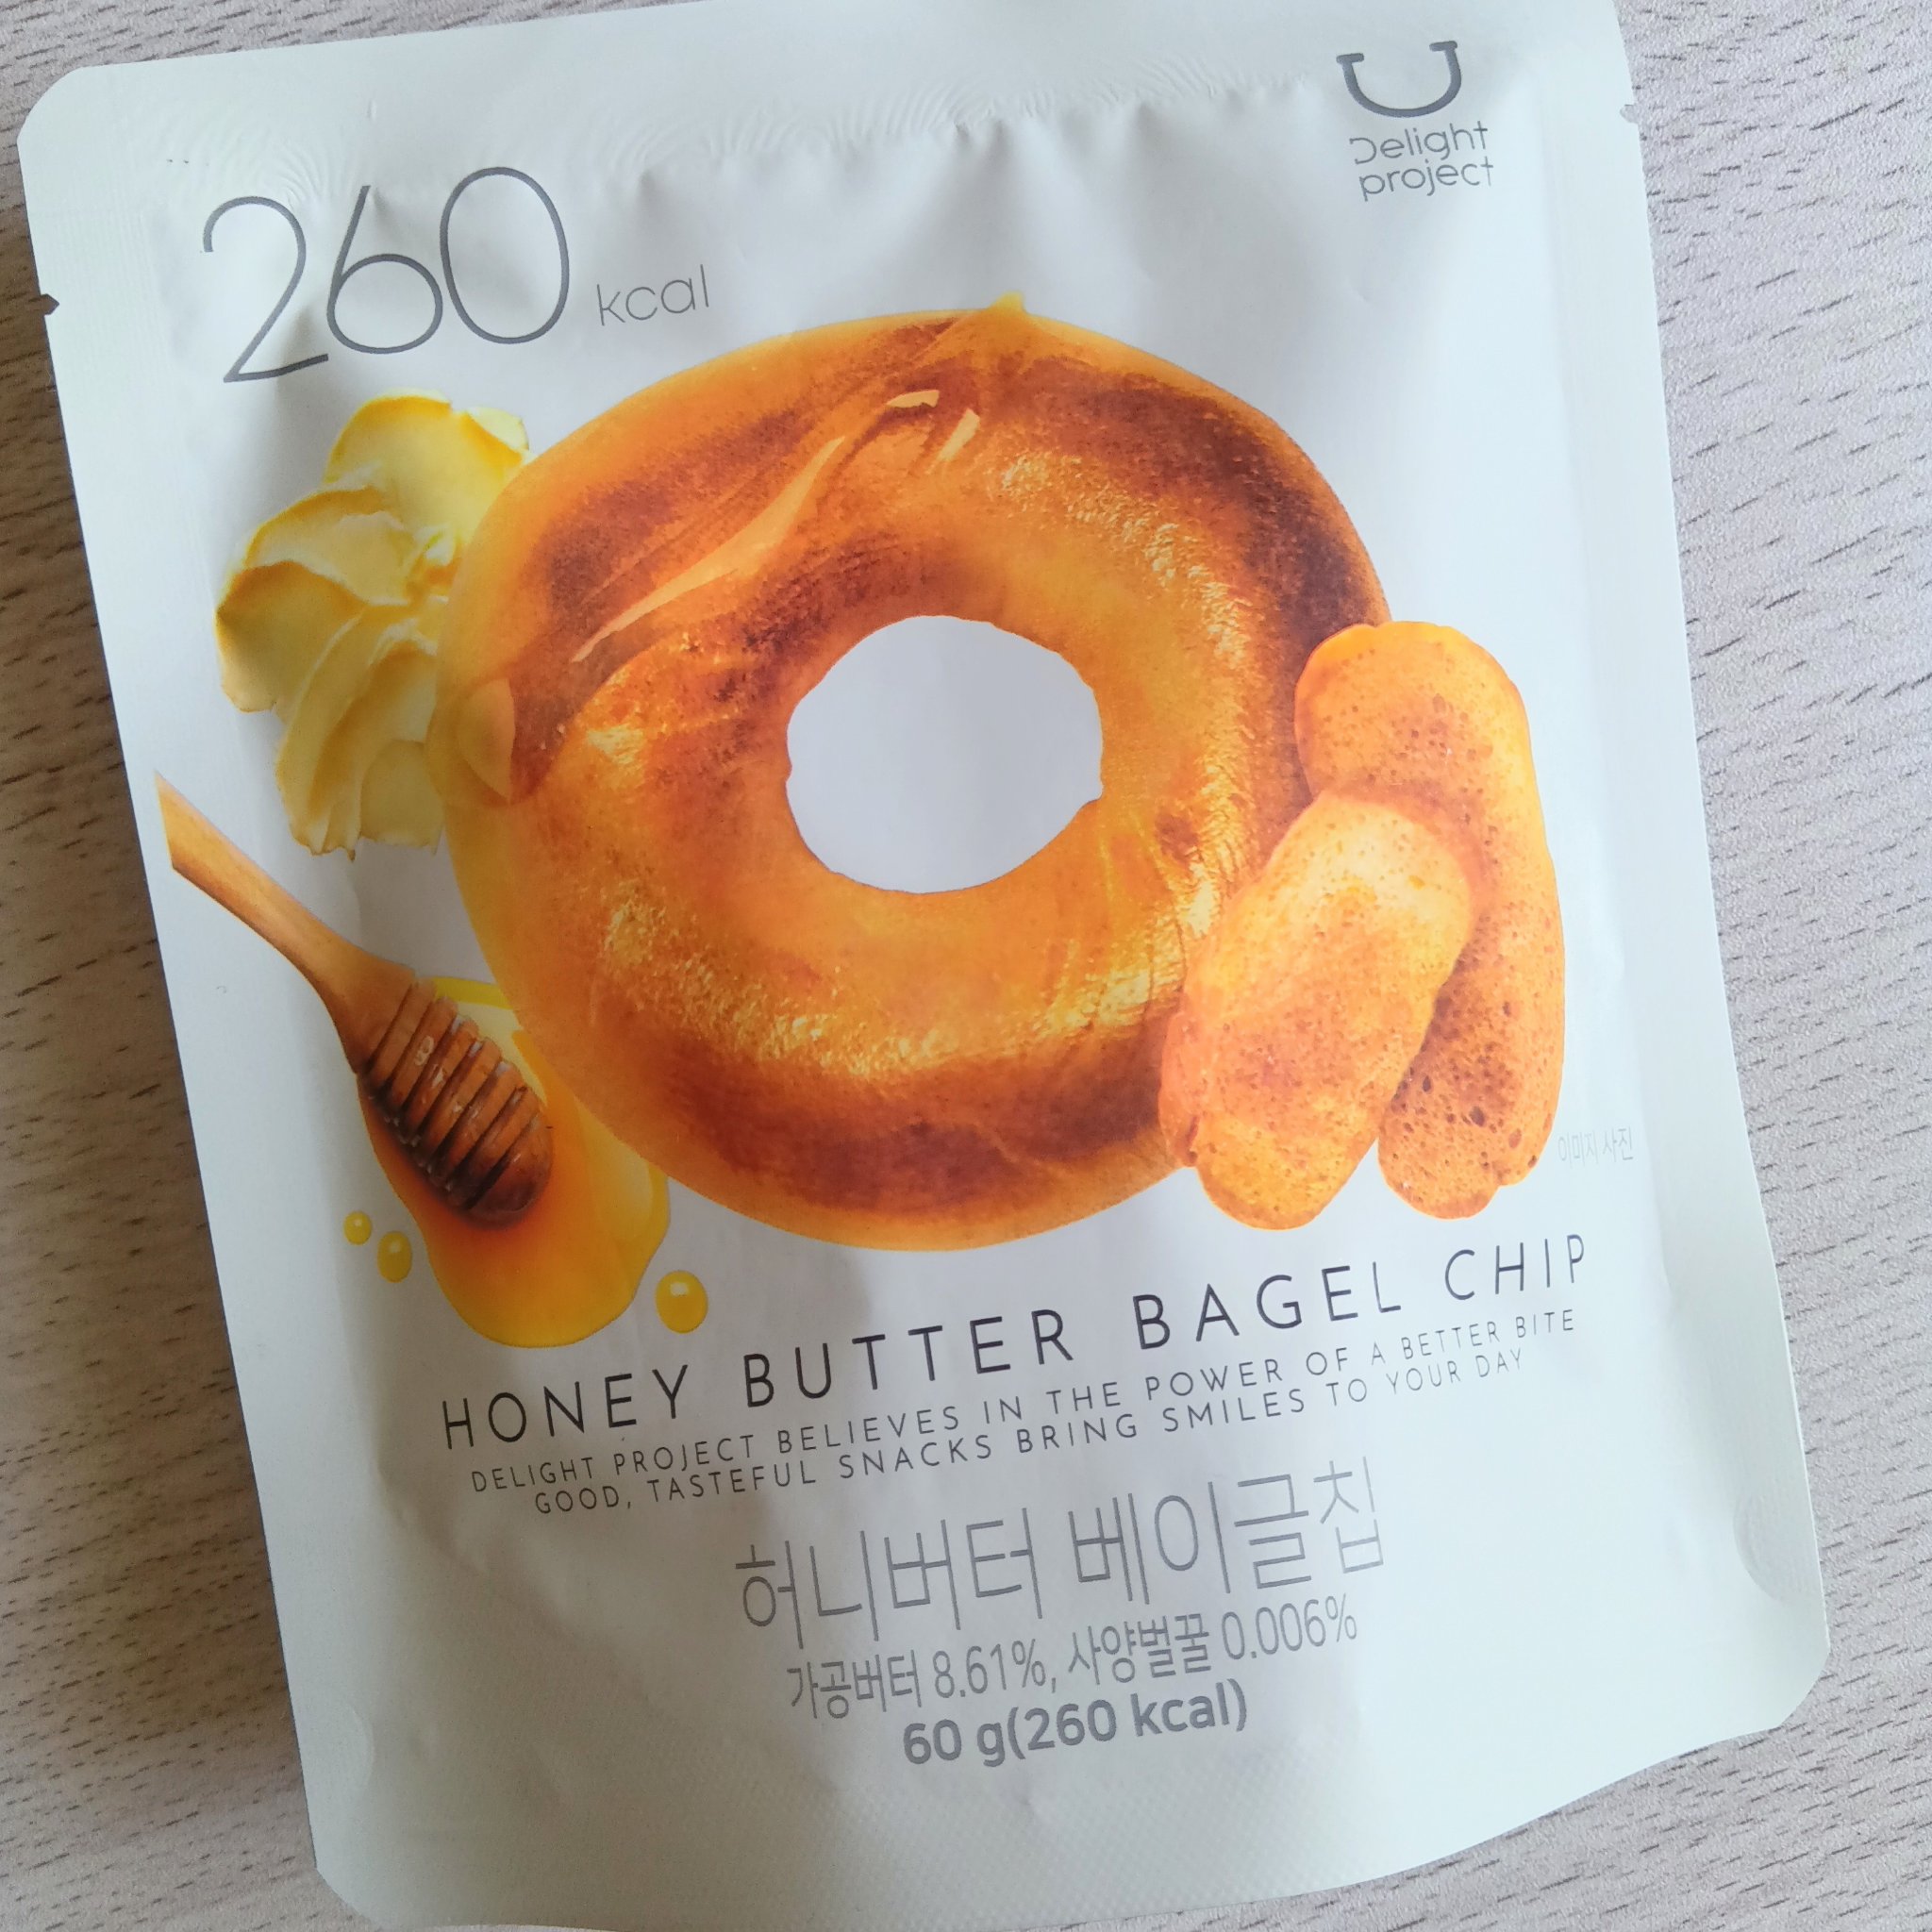 Delight
project
260 kcal
이미지 사진
HONEY BUTTER BAGEL CHIP
DELIGHT PROJECT BELIEVES IN THE POWER OF A BETTER BITE
GOOD, TASTEFUL SNACKS BRING SMILES TO YOUR DAY
허니버터 베이글칩
가공버터 8.61%, 사양벌꿀 0.006%
60 g(260 kcal)